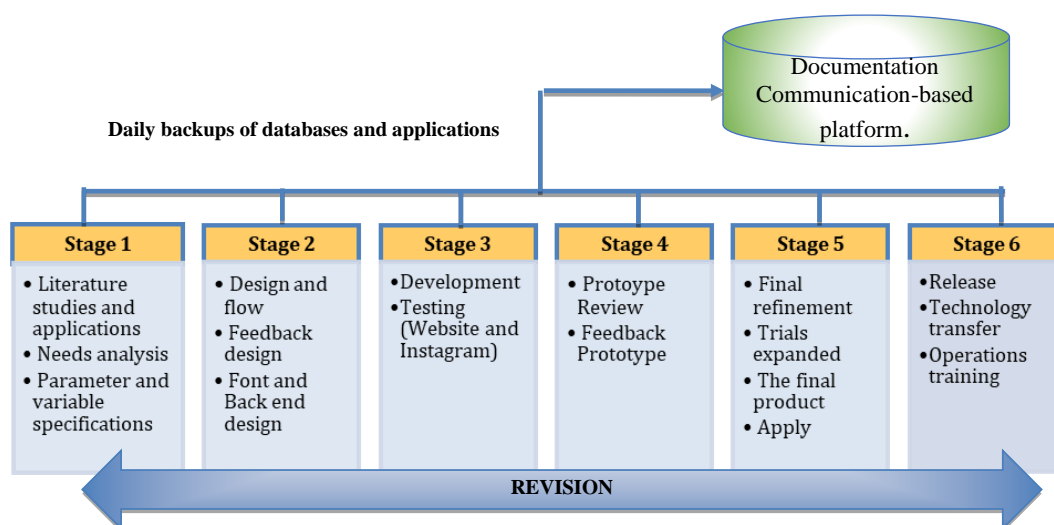 Documentation
Communication-based
platform.
Daily backups of databases and applications
Stage 1
• Literature
studies and
applications
• Needs analysis
• Parameter and
variable
specifications
Stage 2
• Design and
flow
• Feedback
design
• Font and
Back end
design
Stage 3
• Development
• Testing
(Website and
Instagram)
Stage 4
• Protoype
Review
• Feedback
Prototype
Stage 5
• Final
refinement
• Trials
expanded
• The final
product
• Apply
Stage 6
• Release
• Technology
transfer
• Operations
training
REVISION